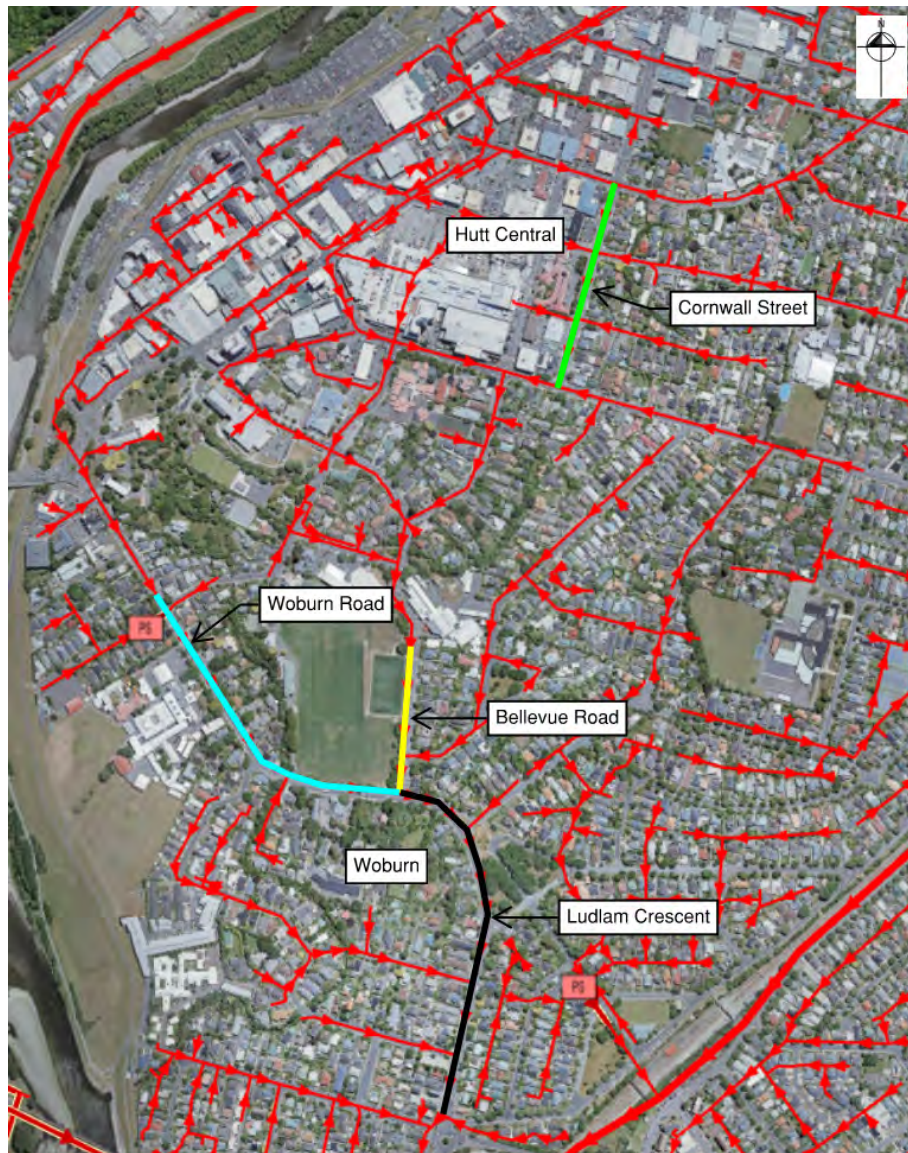 N
Hutt Central
Cornwall Street
Woburn Road
PS
Bellevue Road
Woburn
Ludlam Crescent
PS